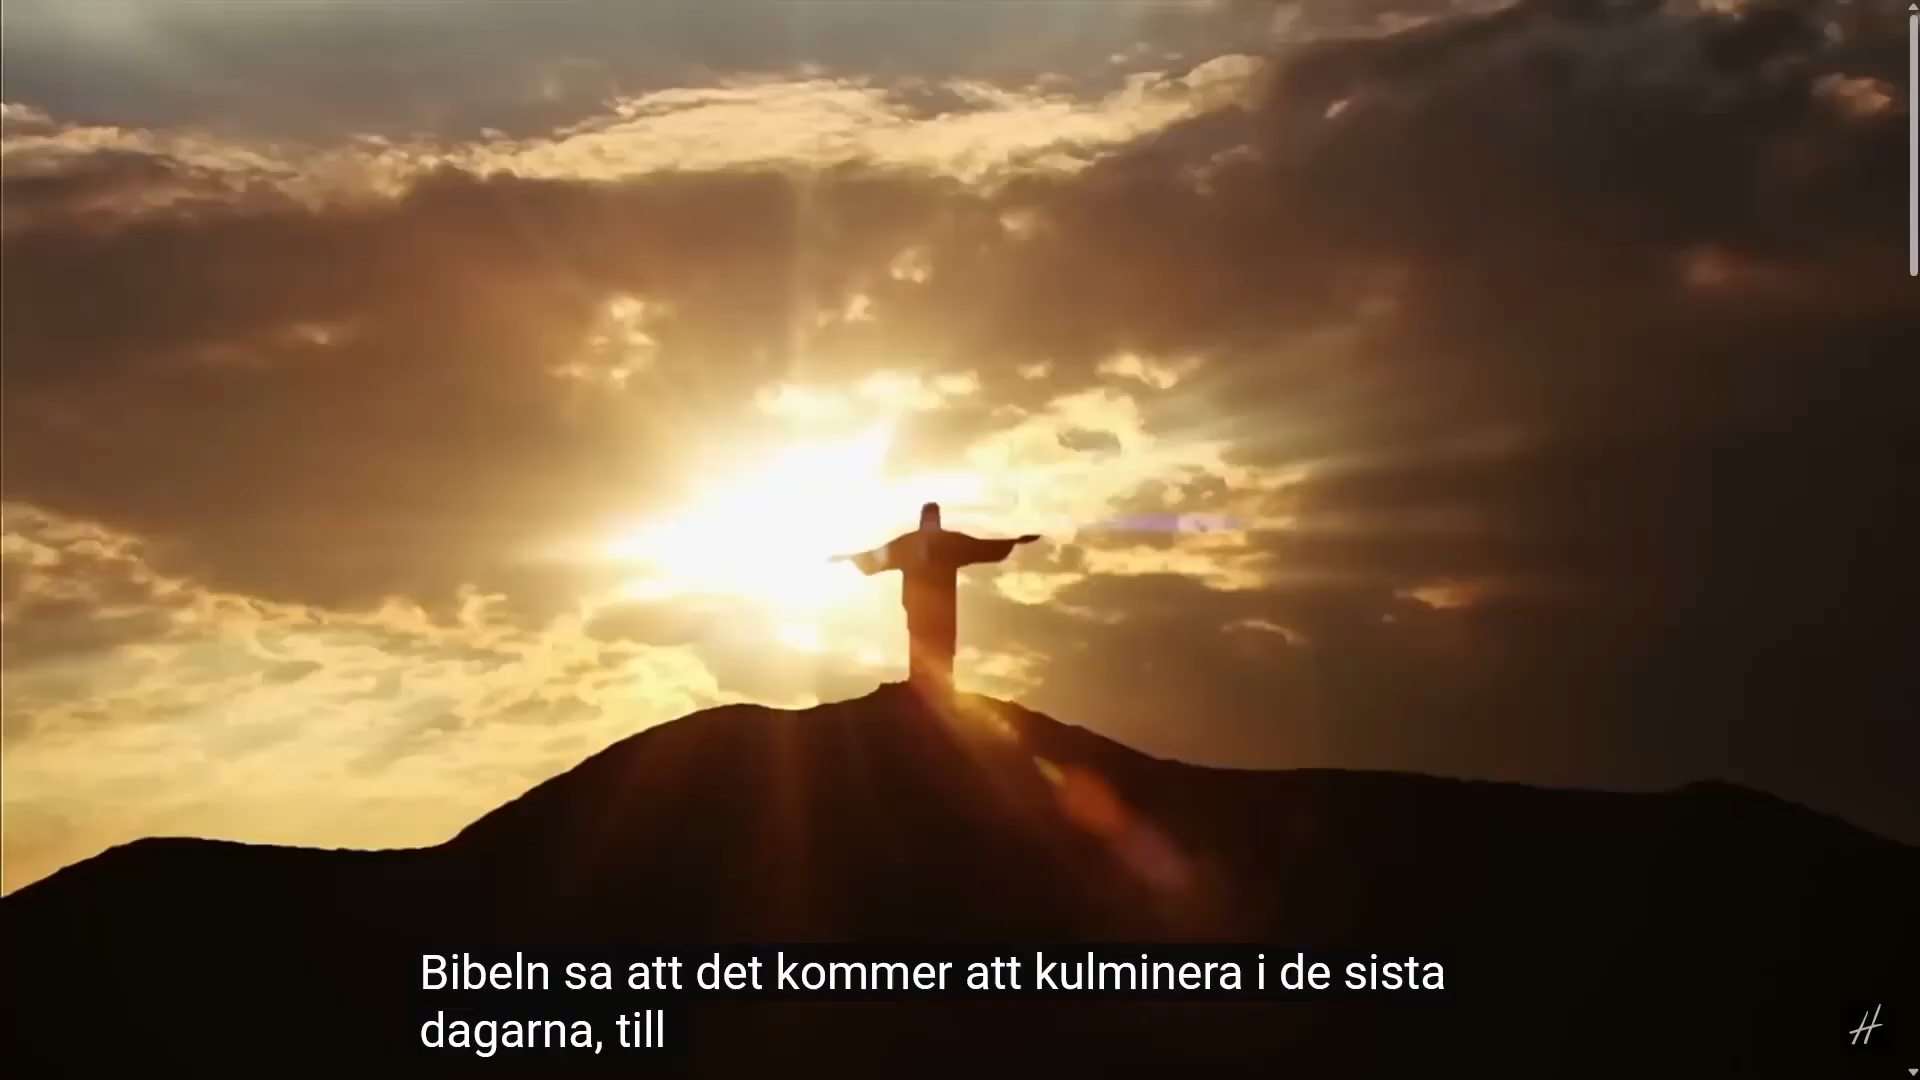 Bibeln sa att det kommer att kulminera i de sista
dagarna, till
H